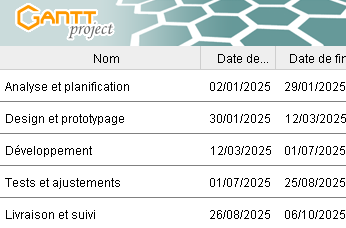 GANTT
project
Nom Date de... Date de fin
Analyse et planification 02/01/2025 29/01/2025
Design et prototypage 30/01/2025 12/03/2025
Développement 12/03/2025 01/07/2025
Tests et ajustements 01/07/2025 25/08/2025
Livraison et suivi 26/08/2025 06/10/2025